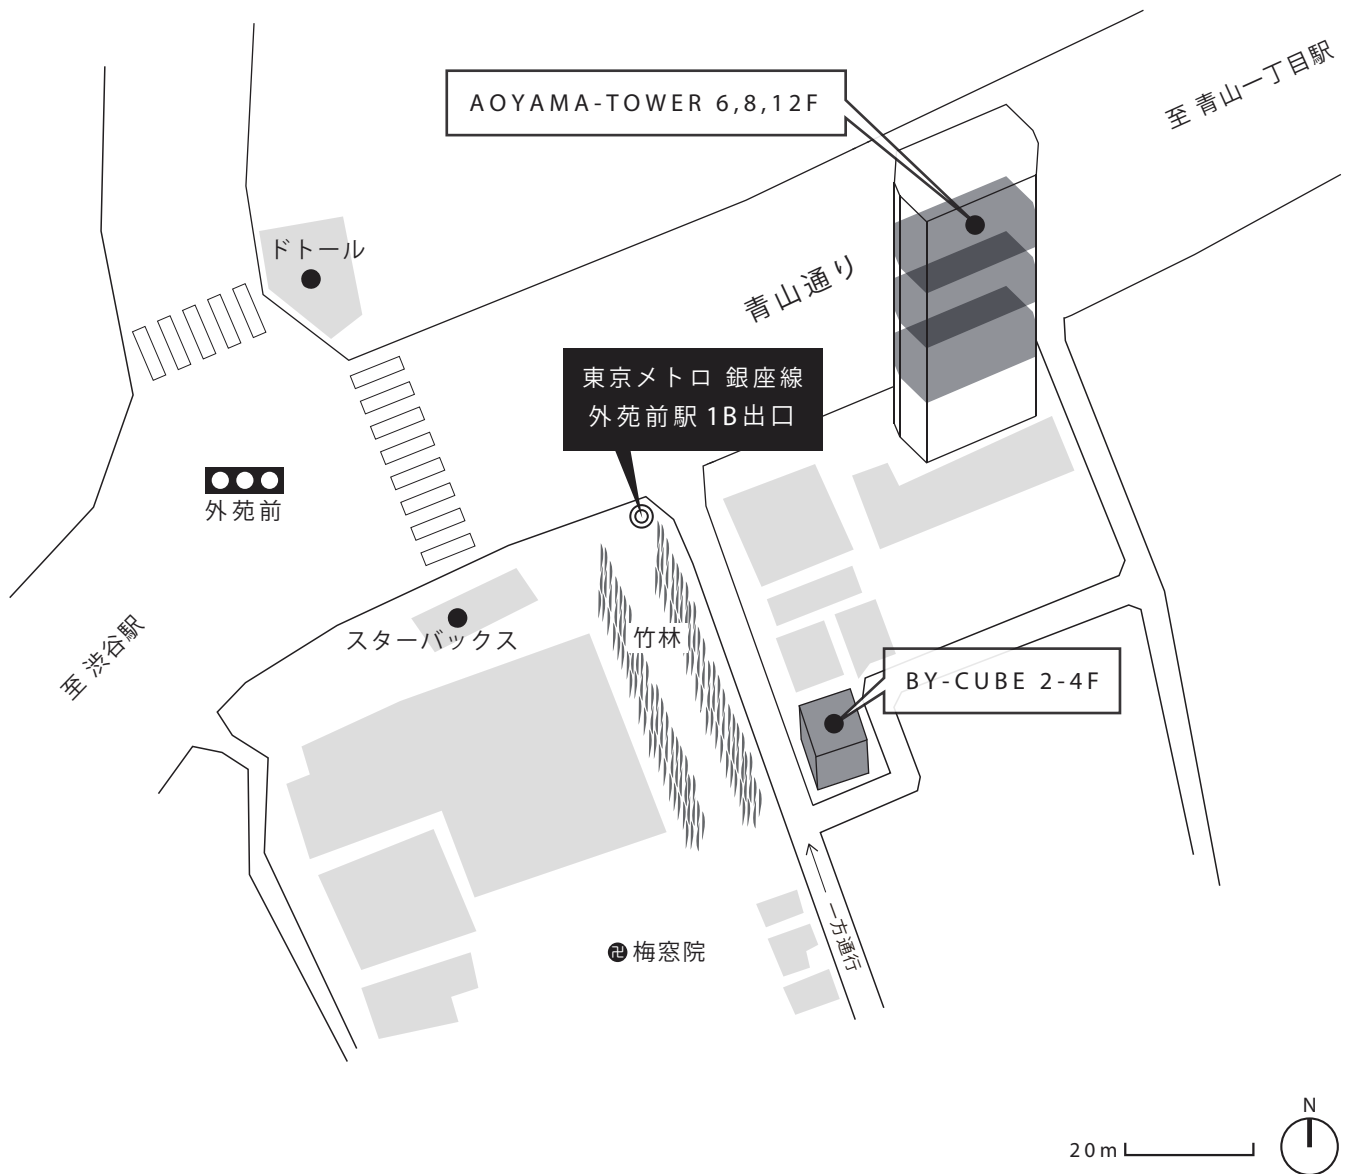 AOYAMA-TOWER 6,8,12F
至 青山一丁目駅
ドトール
青山通り
東京メトロ 銀座線
外苑前駅 1B出口
外苑前
至 渋谷駅
スターバックス
竹林
BY-CUBE 2-4F
一方通行
卍 梅窓院
N
20m